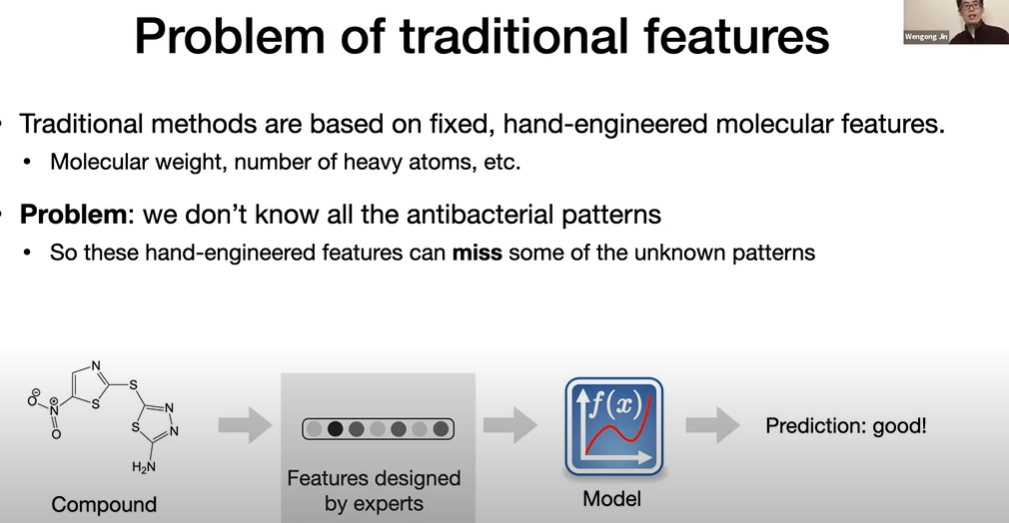 Problem of traditional features
Wengong Jin
• Traditional methods are based on fixed, hand-engineered molecular features.
• Molecular weight, number of heavy atoms, etc.
• Problem: we don't know all the antibacterial patterns
• So these hand-engineered features can miss some of the unknown patterns
N
S
S
O
N
O
N
N
S
H₂N
f(x)
Prediction: good!
Features designed
by experts
Compound
Model